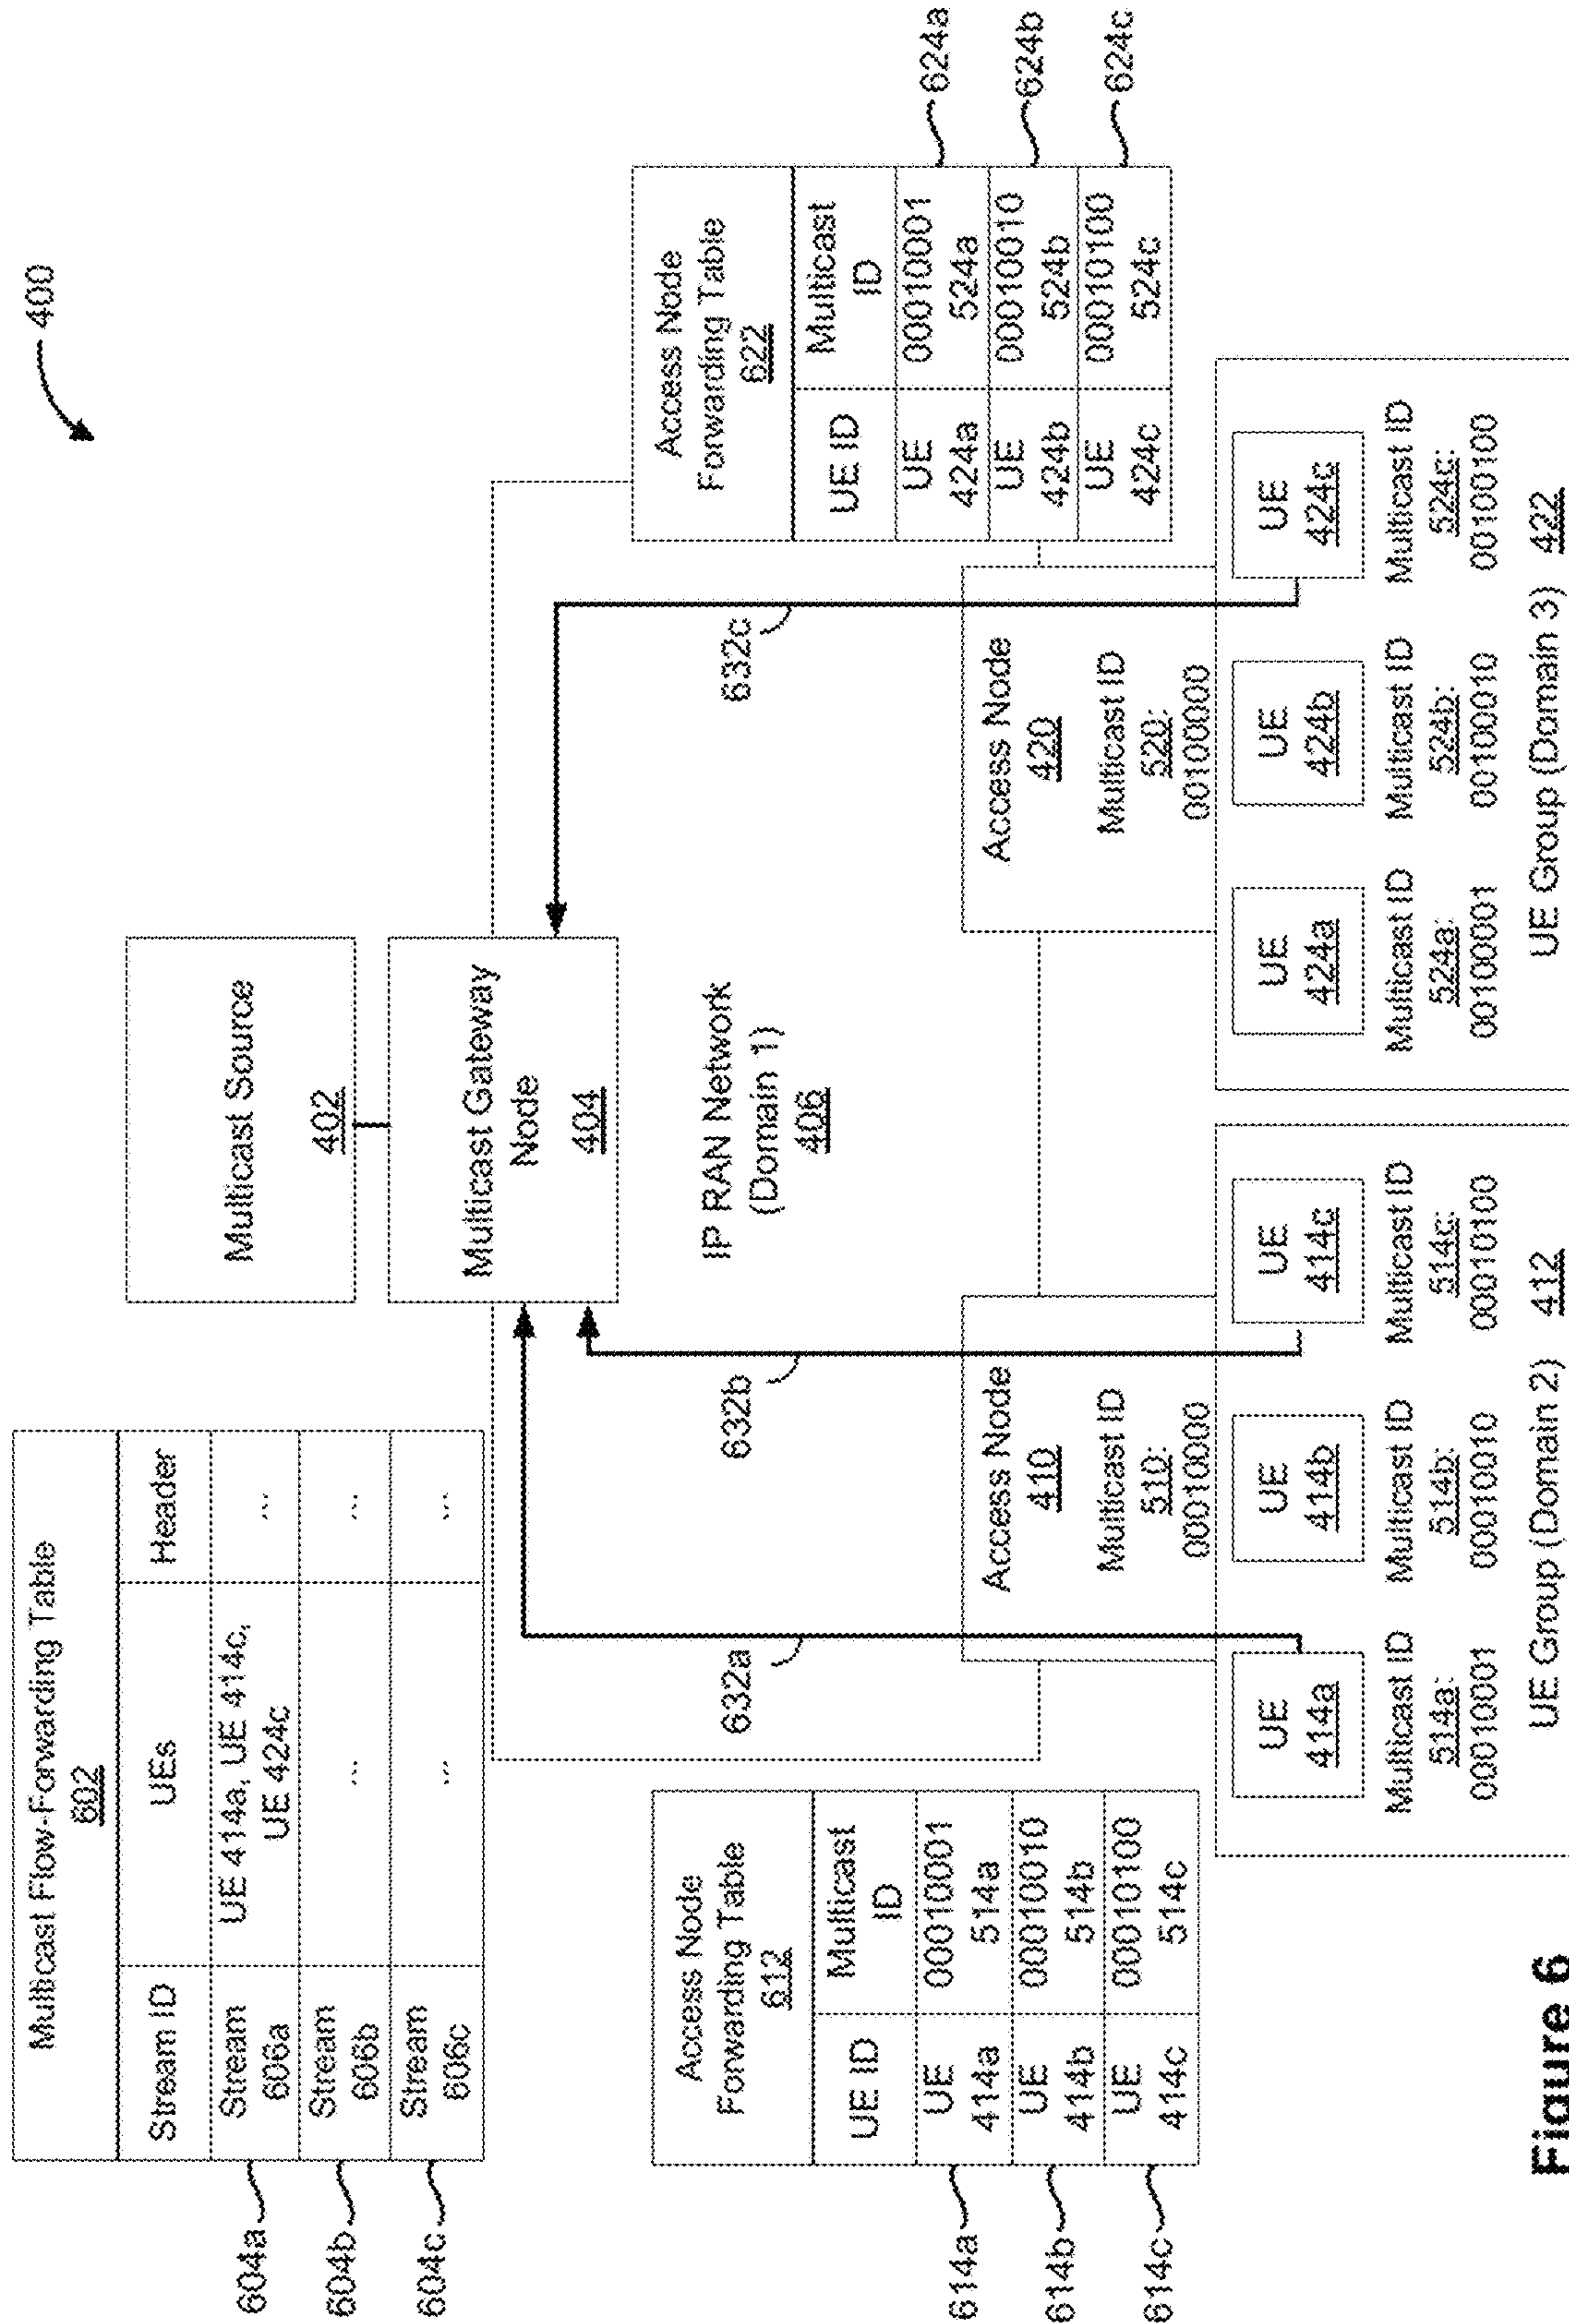 400
Multicast Flow-Forwarding Table
602
Stream ID
UEs
Header
604a
Stream
606a
UE 414a, UE 414c,
UE 424c
...
604b
Stream
606b
...
...
604c
Stream
606c
...
...
Multicast Source
402
Multicast Gateway
Node
404
IP RAN Network
(Domain 1)
406
632a
632b
632c
Access Node
Forwarding Table
612
UE ID
Multicast
ID
614a
UE
414a
00010001
514a
614b
UE
414b
00010010
514b
614c
UE
414c
00010100
514c
Access Node
Forwarding Table
622
UE ID
Multicast
ID
UE
424a
00010001
524a
624a
UE
424b
00010010
524b
624b
UE
424c
00010100
524c
624c
Access Node
410
Multicast ID
510:
00010000
Access Node
420
Multicast ID
520:
00100000
UE
414a
Multicast ID
514a:
00010001
UE
414b
Multicast ID
514b:
00010010
UE
414c
Multicast ID
514c:
00010100
UE Group (Domain 2) 412
UE
424a
Multicast ID
524a:
00100001
UE
424b
Multicast ID
524b:
00100010
UE
424c
Multicast ID
524c:
00100100
UE Group (Domain 3) 422
Figure 6